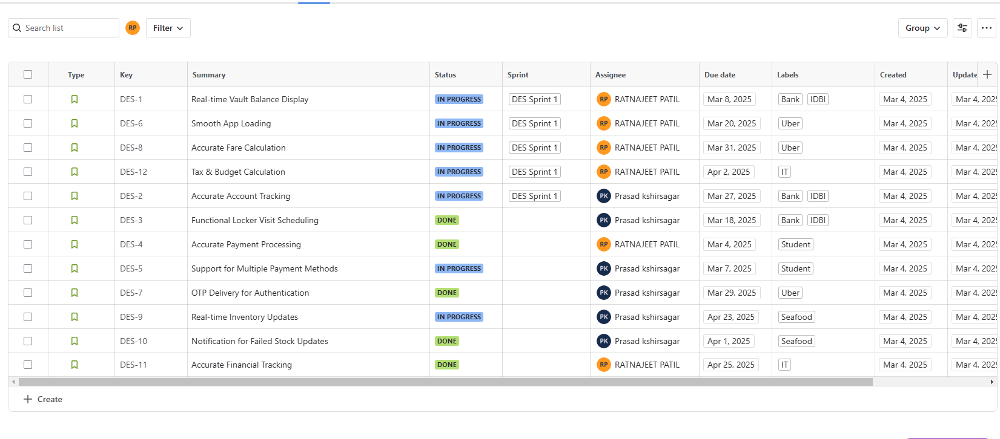 Search list RP Filter Group
Type Key Summary Status Sprint Assignee Due date Labels Created Update
DES-1 Real-time Vault Balance Display IN PROGRESS DES Sprint 1 RP RATNAJEET PATIL Mar 8, 2025 Bank IDBI Mar 4, 2025 Mar 4, 202
DES-6 Smooth App Loading IN PROGRESS DES Sprint 1 RP RATNAJEET PATIL Mar 20, 2025 Uber Mar 4, 2025 Mar 4, 202
DES-8 Accurate Fare Calculation IN PROGRESS DES Sprint 1 RP RATNAJEET PATIL Mar 31, 2025 Uber Mar 4, 2025 Mar 4, 202
DES-12 Tax & Budget Calculation IN PROGRESS DES Sprint 1 RP RATNAJEET PATIL Apr 2, 2025 IT Mar 4, 2025 Mar 4, 202
DES-2 Accurate Account Tracking IN PROGRESS DES Sprint 1 PK Prasad kshirsagar Mar 27, 2025 Bank IDBI Mar 4, 2025 Mar 4, 202
DES-3 Functional Locker Visit Scheduling DONE PK Prasad kshirsagar Mar 18, 2025 Bank IDBI Mar 4, 2025 Mar 4, 202
DES-4 Accurate Payment Processing DONE RP RATNAJEET PATIL Mar 4, 2025 Student Mar 4, 2025 Mar 4, 202
DES-5 Support for Multiple Payment Methods IN PROGRESS PK Prasad kshirsagar Mar 7, 2025 Student Mar 4, 2025 Mar 4, 202
DES-7 OTP Delivery for Authentication DONE PK Prasad kshirsagar Mar 29, 2025 Uber Mar 4, 2025 Mar 4, 202
DES-9 Real-time Inventory Updates IN PROGRESS PK Prasad kshirsagar Apr 23, 2025 Seafood Mar 4, 2025 Mar 4, 202
DES-10 Notification for Failed Stock Updates DONE PK Prasad kshirsagar Apr 1, 2025 Seafood Mar 4, 2025 Mar 4, 202
DES-11 Accurate Financial Tracking DONE RP RATNAJEET PATIL Apr 25, 2025 IT Mar 4, 2025 Mar 4, 202
Create